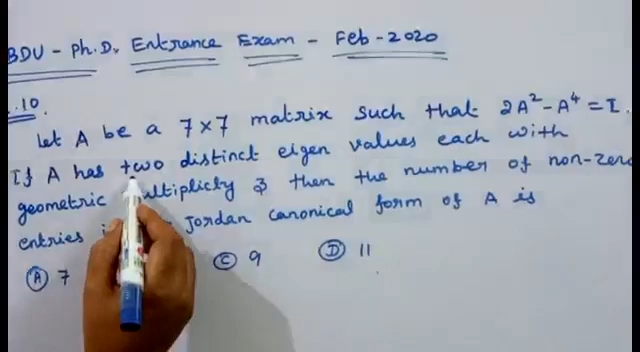 BDU - Ph.D. Entrance Exam - Feb - 2020
.10.
Let A be a 7×7 matrix such that 2A² - A⁴ = I.
If A has two distinct eigen values each with
geometric 3 then the number of non-zero
entries Jordan canonical form of A is
(A) 7 (C) 9 (D) 11